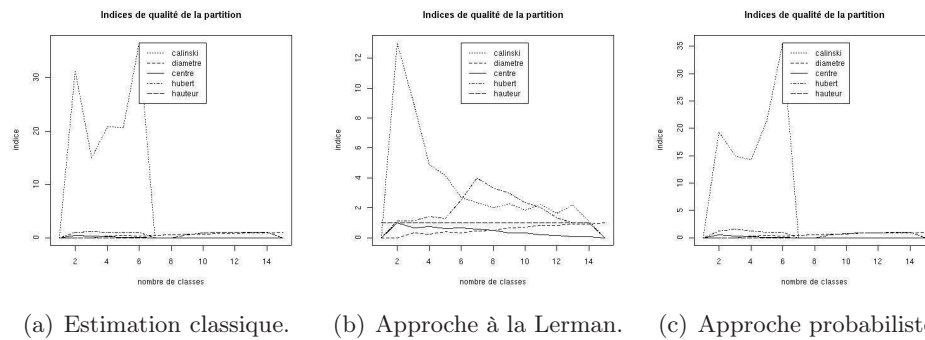 Indices de qualité de la partition
Indices de qualité de la partition
Indices de qualité de la partition
calinski
diametre
centre
hubert
hauteur
calinski
diametre
centre
hubert
hauteur
calinski
diametre
centre
hubert
hauteur
indice
0 10 20 30
2 4 6 8 10 12 14
nombre de classes
indice
0 2 4 6 8 10 12
2 4 6 8 10 12 14
nombre de classes
indice
0 5 10 15 20 25 30 35
2 4 6 8 10 12 14
nombre de classes
(a) Estimation classique.
(b) Approche à la Lerman.
(c) Approche probabiliste